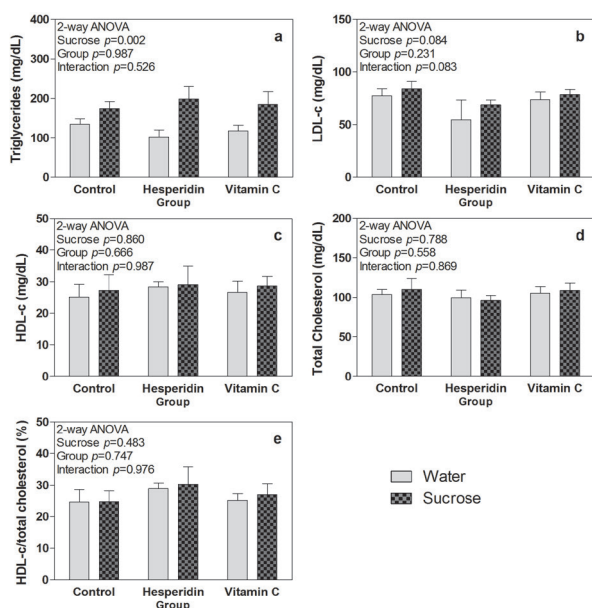 2-way ANOVA
Sucrose p=0.002
Group p=0.987
Interaction p=0.526
a
Triglycerides (mg/dL)
400
300
200
100
0
Control Hesperidin Vitamin C
Group
2-way ANOVA
Sucrose p=0.084
Group p=0.231
Interaction p=0.083
b
LDL-c (mg/dL)
150
100
50
0
Control Hesperidin Vitamin C
Group
2-way ANOVA
Sucrose p=0.860
Group p=0.666
Interaction p=0.987
c
HDL-c (mg/dL)
50
40
30
20
10
0
Control Hesperidin Vitamin C
Group
2-way ANOVA
Sucrose p=0.788
Group p=0.558
Interaction p=0.869
d
Total Cholesterol (mg/dL)
200
150
100
50
0
Control Hesperidin Vitamin C
Group
2-way ANOVA
Sucrose p=0.483
Group p=0.747
Interaction p=0.976
e
HDL-c/total cholesterol (%)
50
40
30
20
10
0
Control Hesperidin Vitamin C
Group
Water
Sucrose